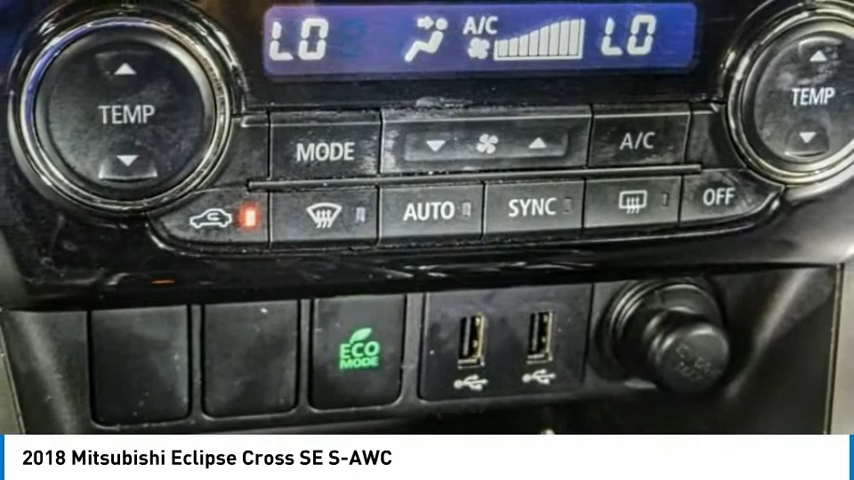 LO A/C LO
TEMP
TEMP
MODE
A/C
AUTO
SYNC
OFF
ECO
MODE
2018 Mitsubishi Eclipse Cross SE S-AWC